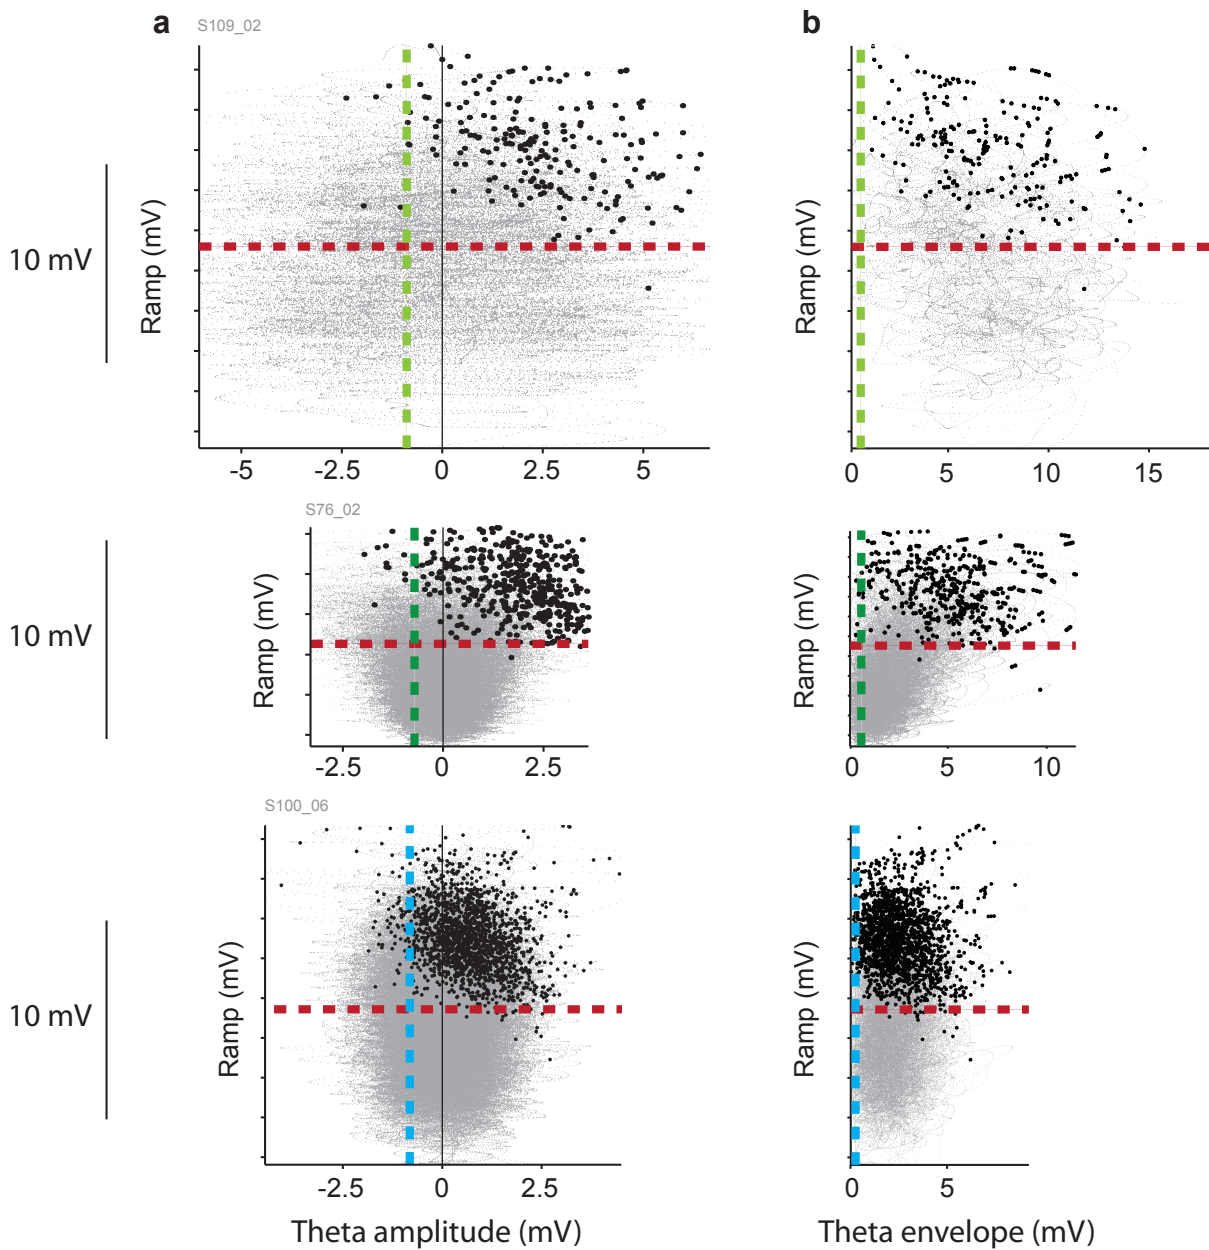 a
b
S109_02
10 mV
Ramp (mV)
Ramp (mV)
-5 -2.5 0 2.5 5
0 5 10 15
S76_02
10 mV
Ramp (mV)
Ramp (mV)
-2.5 0 2.5
0 5 10
S100_06
10 mV
Ramp (mV)
Ramp (mV)
-2.5 0 2.5
0 5
Theta amplitude (mV)
Theta envelope (mV)